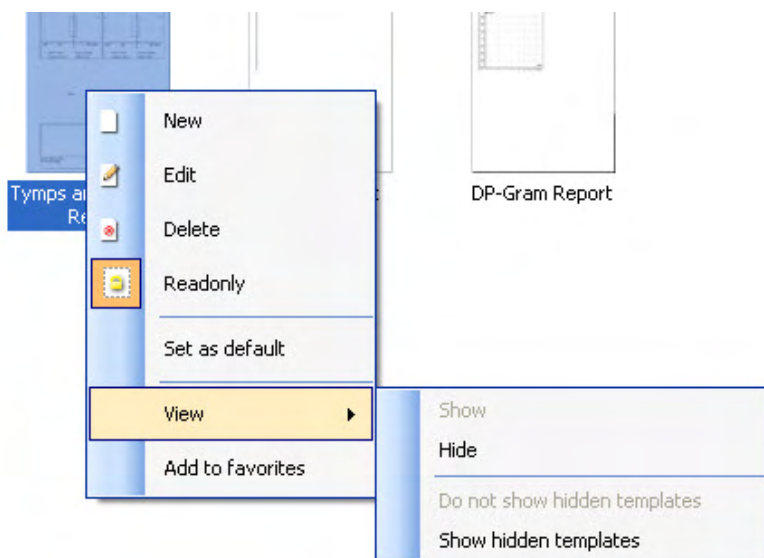 New
Edit
Tymps a
Re
DP-Gram Report
Delete
Readonly
Set as default
View
Add to favorites
Show
Hide
Do not show hidden templates
Show hidden templates